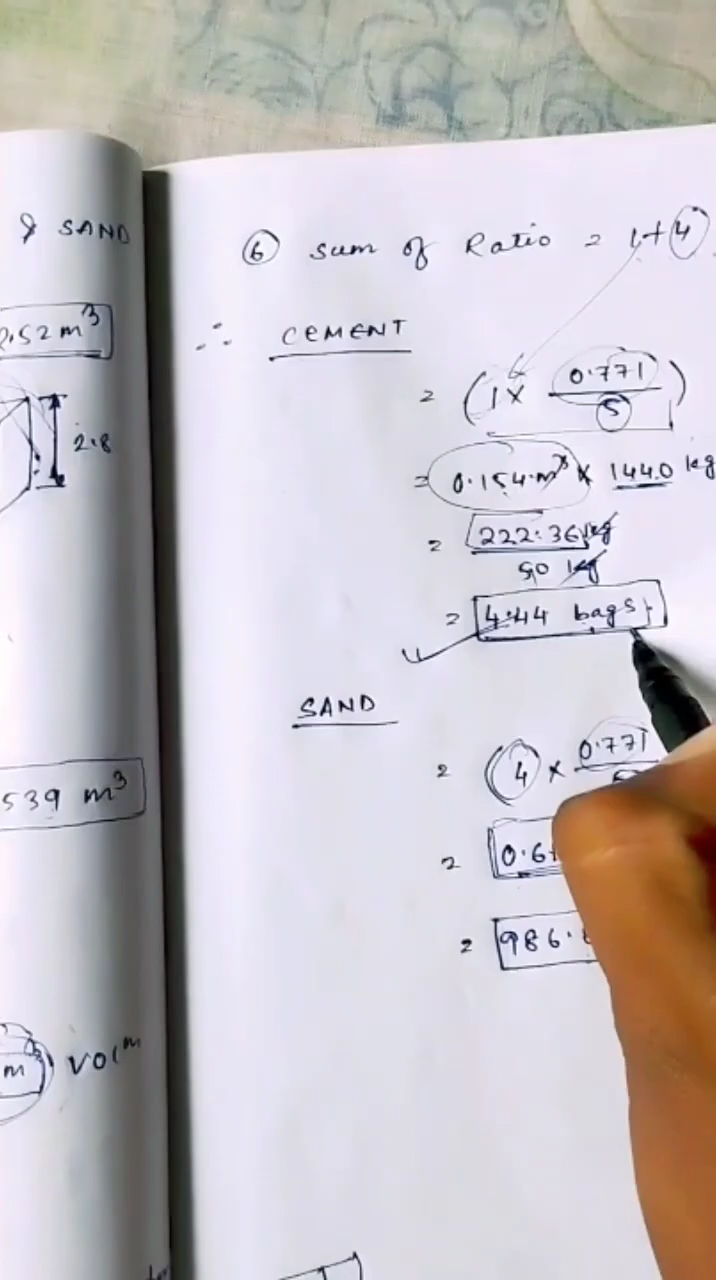 & SAND
2.52 m³
2.8
539 m³
m
Volᵐ
⑥ Sum of Ratio = 1+4
∴ CEMENT
= (1 × 0.771/5)
= 0.154 m³ × 1440 kg
= 222.36 kg
50 kg
= 4.44 bags
SAND
= 4 × 0.771
= 0.6
= 986.